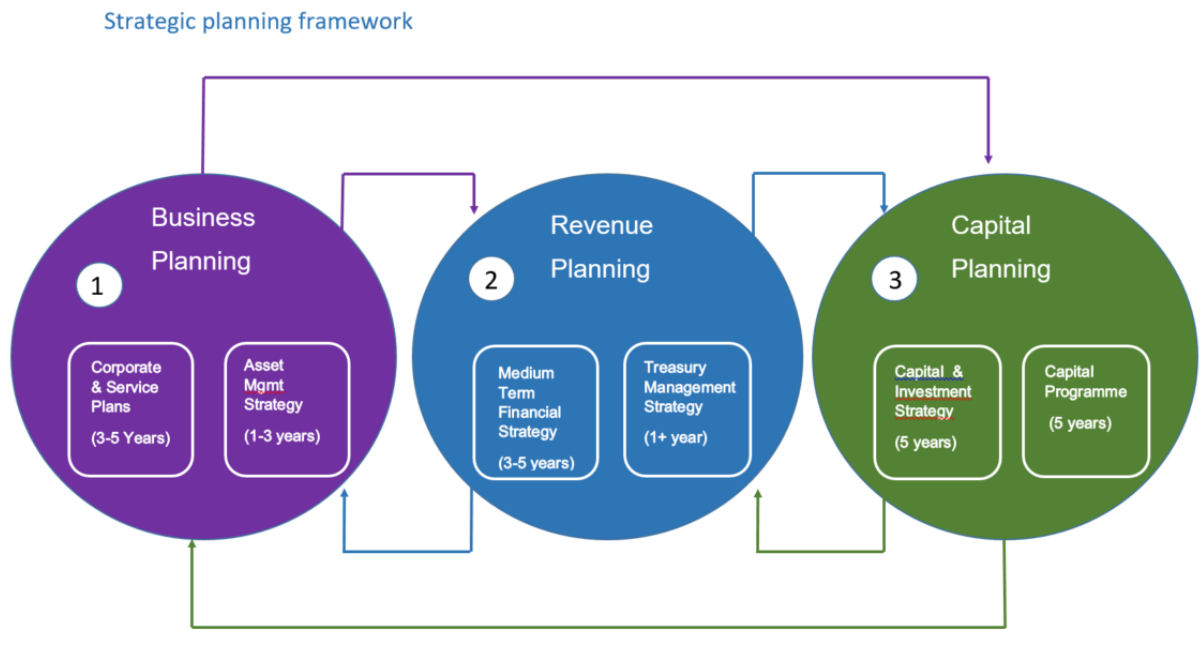 Strategic planning framework
Business
Planning
1
Corporate
& Service
Plans
(3-5 Years)
Asset
Mgmt
Strategy
(1-3 years)
Revenue
Planning
2
Medium
Term
Financial
Strategy
(3-5 years)
Treasury
Management
Strategy
(1+ year)
Capital
Planning
3
Capital &
Investment
Strategy
(5 years)
Capital
Programme
(5 years)